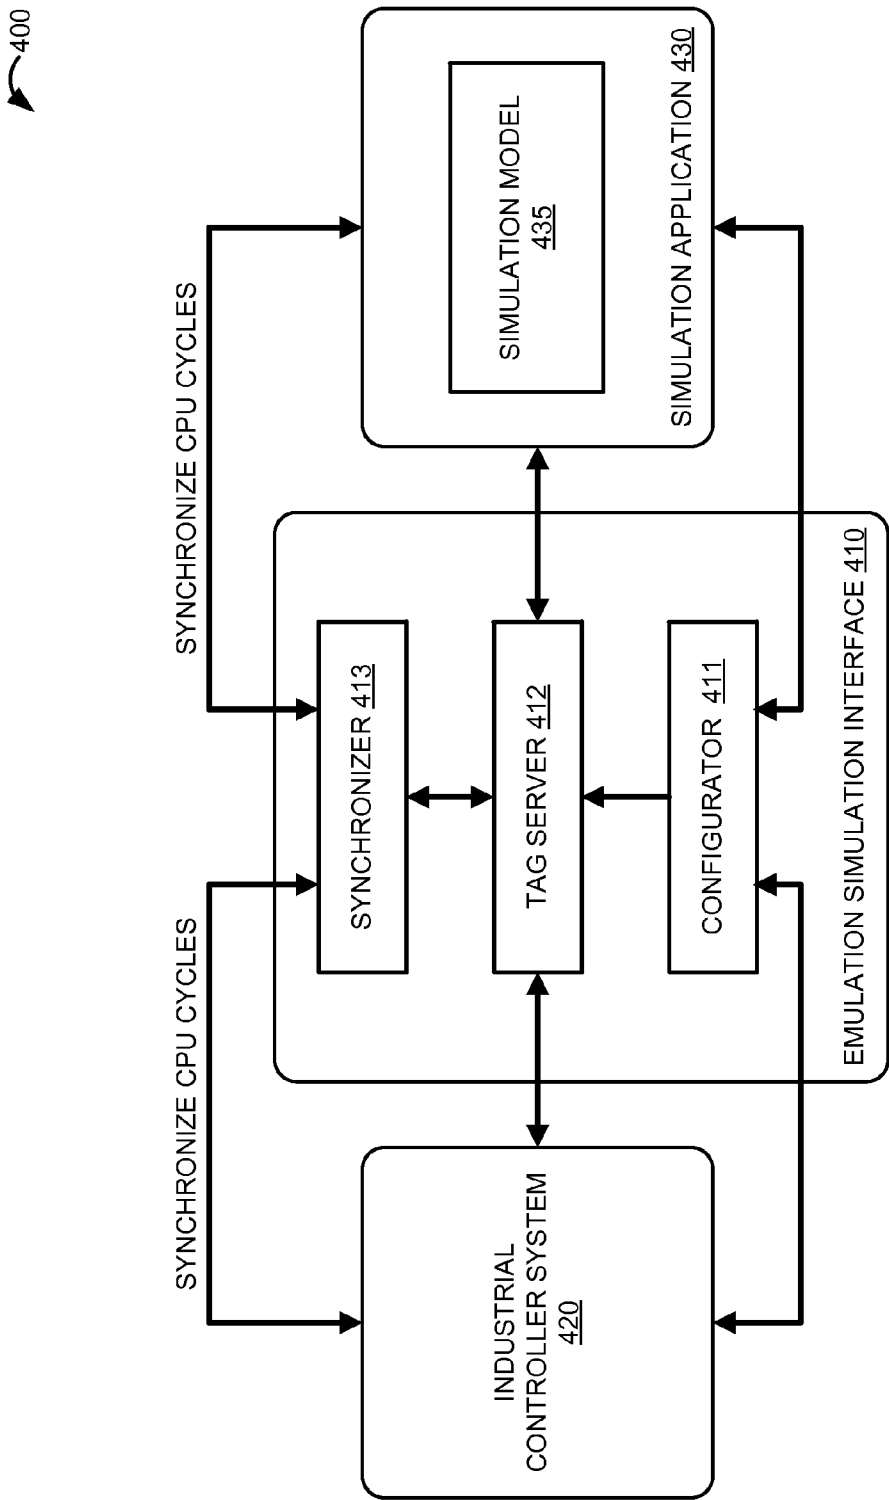 400
SYNCHRONIZE CPU CYCLES
SYNCHRONIZE CPU CYCLES
INDUSTRIAL
CONTROLLER SYSTEM
420
SYNCHRONIZER 413
TAG SERVER 412
CONFIGURATOR 411
EMULATION SIMULATION INTERFACE 410
SIMULATION MODEL
435
SIMULATION APPLICATION 430